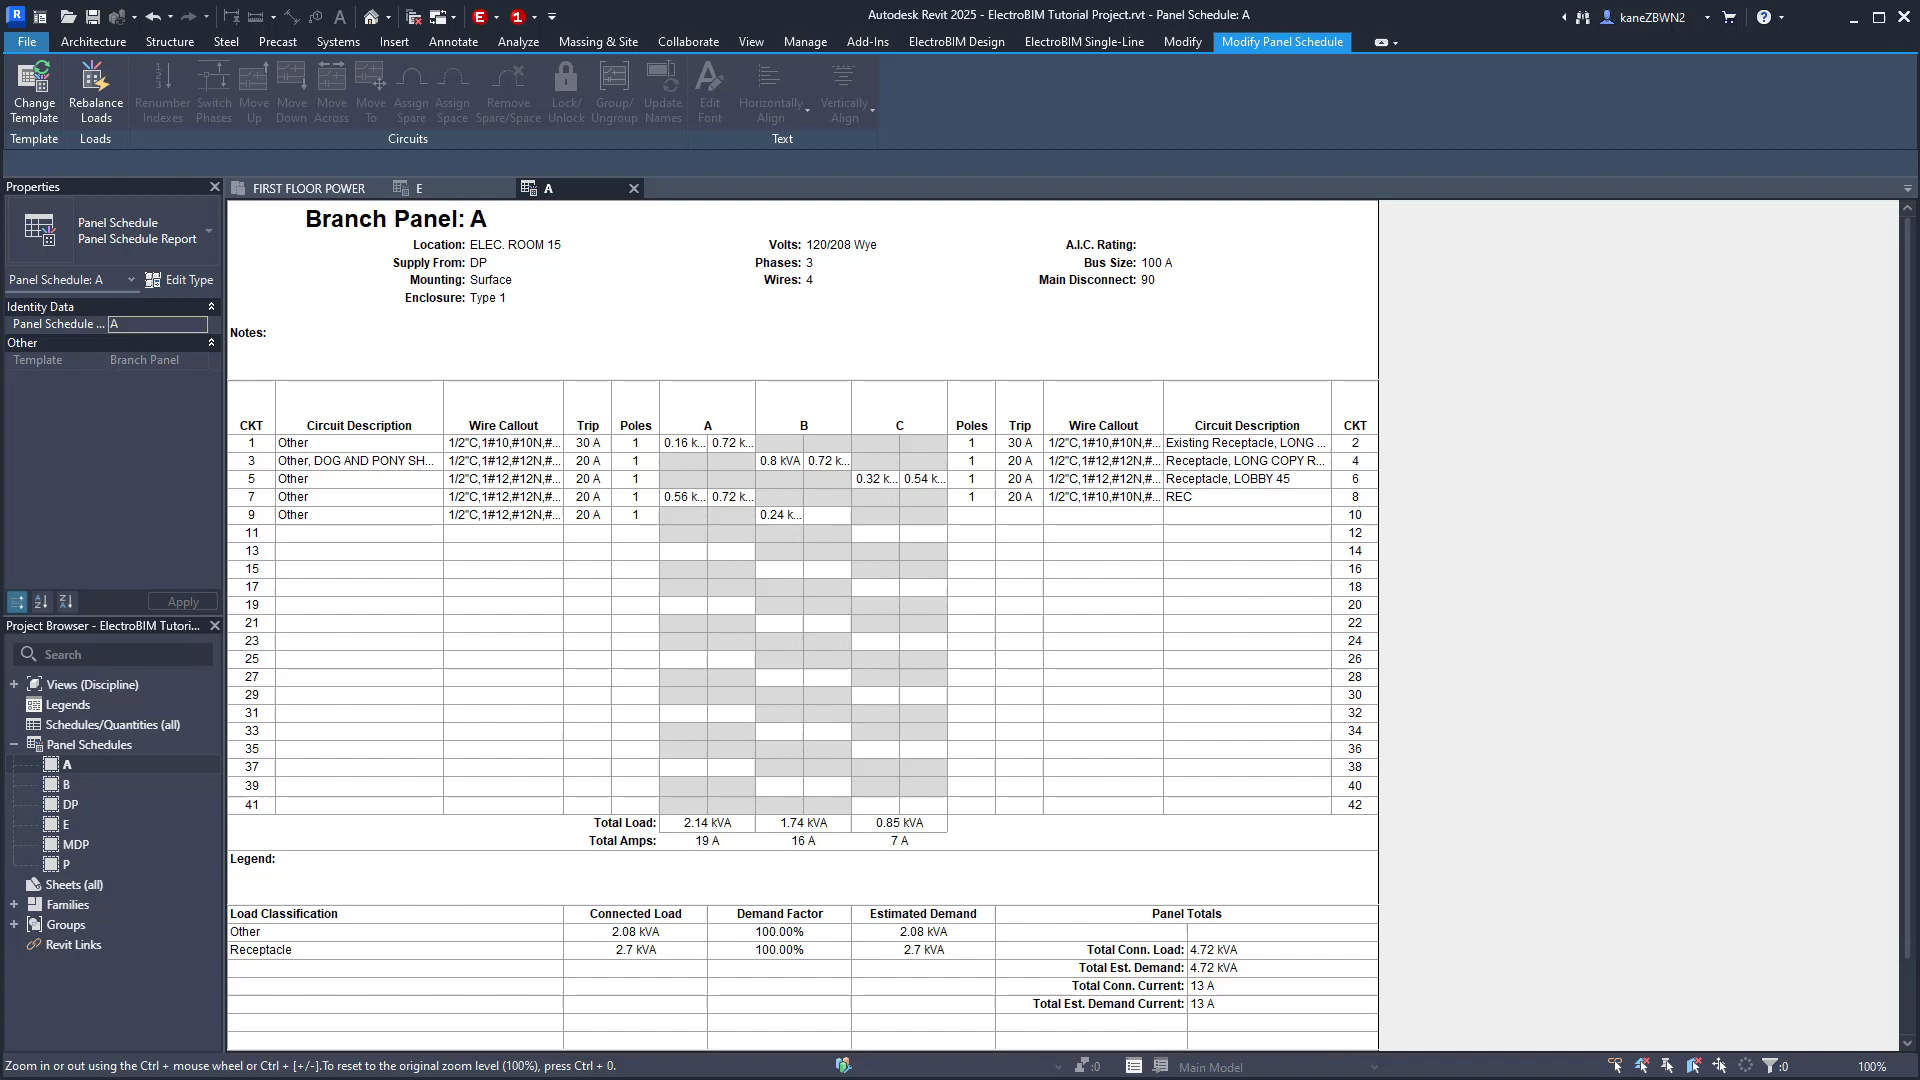 Autodesk Revit 2025 - ElectroBIM Tutorial Project.rvt - Panel Schedule: A
kaneZBWN2
File Architecture Structure Steel Precast Systems Insert Annotate Analyze Massing & Site Collaborate View Manage Add-Ins ElectroBIM Design ElectroBIM Single-Line Modify Modify Panel Schedule
Change Template
Rebalance Loads
Renumber Indexes
Switch Phases
Move Up
Move Down
Move Across
Move To
Assign Spare
Assign Space
Remove Spare/Space
Lock/ Unlock
Group/ Ungroup
Update Names
Edit Font
Horizontally Align
Vertically Align
Template Loads Circuits Text
Properties
FIRST FLOOR POWER E A
Panel Schedule
Panel Schedule Report
Panel Schedule: A Edit Type
Identity Data
Panel Schedule ... A
Other
Template Branch Panel
Apply
Project Browser - ElectroBIM Tutori...
Search
Views (Discipline)
Legends
Schedules/Quantities (all)
Panel Schedules
A
B
DP
E
MDP
P
Sheets (all)
Families
Groups
Revit Links
Branch Panel: A
Location: ELEC. ROOM 15 Volts: 120/208 Wye A.I.C. Rating:
Supply From: DP Phases: 3 Bus Size: 100 A
Mounting: Surface Wires: 4 Main Disconnect: 90
Enclosure: Type 1
Notes:
CKT Circuit Description Wire Callout Trip Poles A B C Poles Trip Wire Callout Circuit Description CKT
1 Other 1/2"C,1#10,#10N,#... 30 A 1 0.16 k... 0.72 k... 1 30 A 1/2"C,1#10,#10N,#... Existing Receptacle, LONG ... 2
3 Other, DOG AND PONY SH... 1/2"C,1#12,#12N,#... 20 A 1 0.8 kVA 0.72 k... 1 20 A 1/2"C,1#12,#12N,#... Receptacle, LONG COPY R... 4
5 Other 1/2"C,1#12,#12N,#... 20 A 1 0.32 k... 0.54 k... 1 20 A 1/2"C,1#12,#12N,#... Receptacle, LOBBY 45 6
7 Other 1/2"C,1#12,#12N,#... 20 A 1 0.56 k... 0.72 k... 1 20 A 1/2"C,1#10,#10N,#... REC 8
9 Other 1/2"C,1#12,#12N,#... 20 A 1 0.24 k... 10
11 12
13 14
15 16
17 18
19 20
21 22
23 24
25 26
27 28
29 30
31 32
33 34
35 36
37 38
39 40
41 42
Total Load: 2.14 kVA 1.74 kVA 0.85 kVA
Total Amps: 19 A 16 A 7 A
Legend:
Load Classification Connected Load Demand Factor Estimated Demand Panel Totals
Other 2.08 kVA 100.00% 2.08 kVA
Receptacle 2.7 kVA 100.00% 2.7 kVA Total Conn. Load: 4.72 kVA
Total Est. Demand: 4.72 kVA
Total Conn. Current: 13 A
Total Est. Demand Current: 13 A
Zoom in or out using the Ctrl + mouse wheel or Ctrl + [+/-].To reset to the original zoom level (100%), press Ctrl + 0. :0 Main Model :0 100%